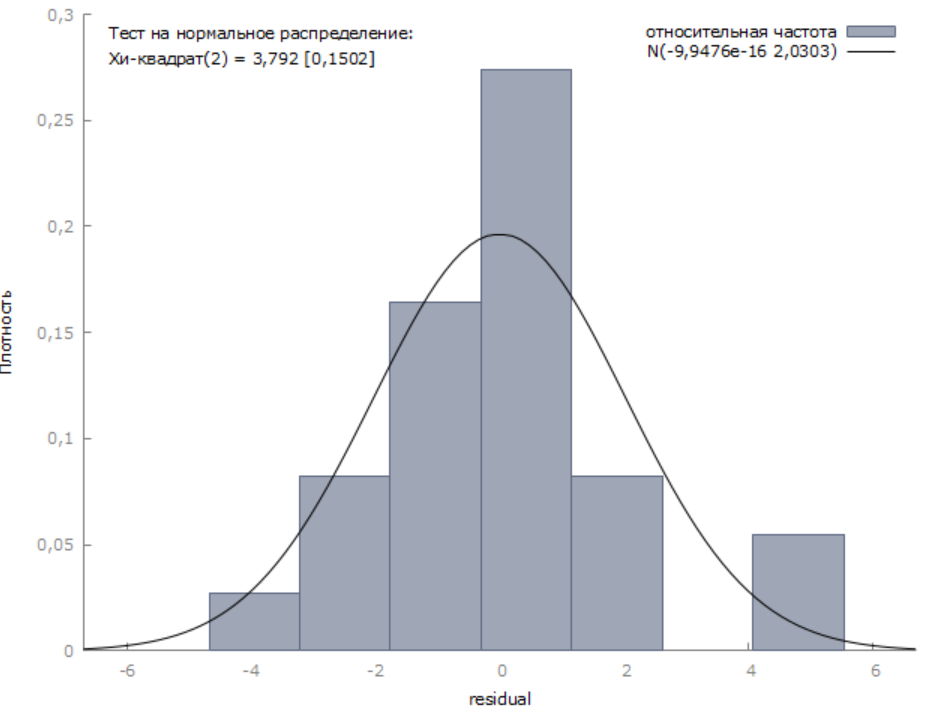 Тест на нормальное распределение:
Хи-квадрат(2) = 3,792 [0,1502]
относительная частота
N(-9,9476e-16 2,0303)
Плотность
0,3
0,25
0,2
0,15
0,1
0,05
0
-6
-4
-2
0
2
4
6
residual